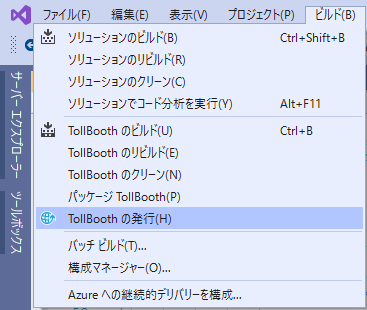 ファイル(F) 編集(E) 表示(V) プロジェクト(P) ビルド(B)
ソリューションのビルド(B) Ctrl+Shift+B
ソリューションのリビルド(R)
ソリューションのクリーン(C)
ソリューションでコード分析を実行(Y) Alt+F11
TollBooth のビルド(U) Ctrl+B
TollBooth のリビルド(E)
TollBooth のクリーン(N)
パッケージ TollBooth(P)
TollBooth の発行(H)
バッチ ビルド(T)...
構成マネージャー(O)...
Azure への継続的デリバリーを構成...
サーバー エクスプローラー
ツールボックス